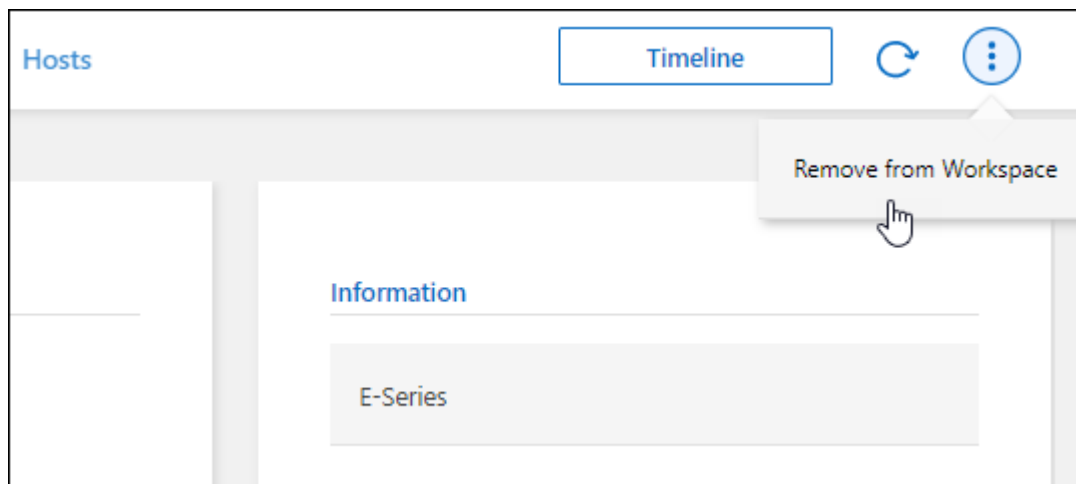 Hosts
Timeline
Remove from Workspace
Information
E-Series